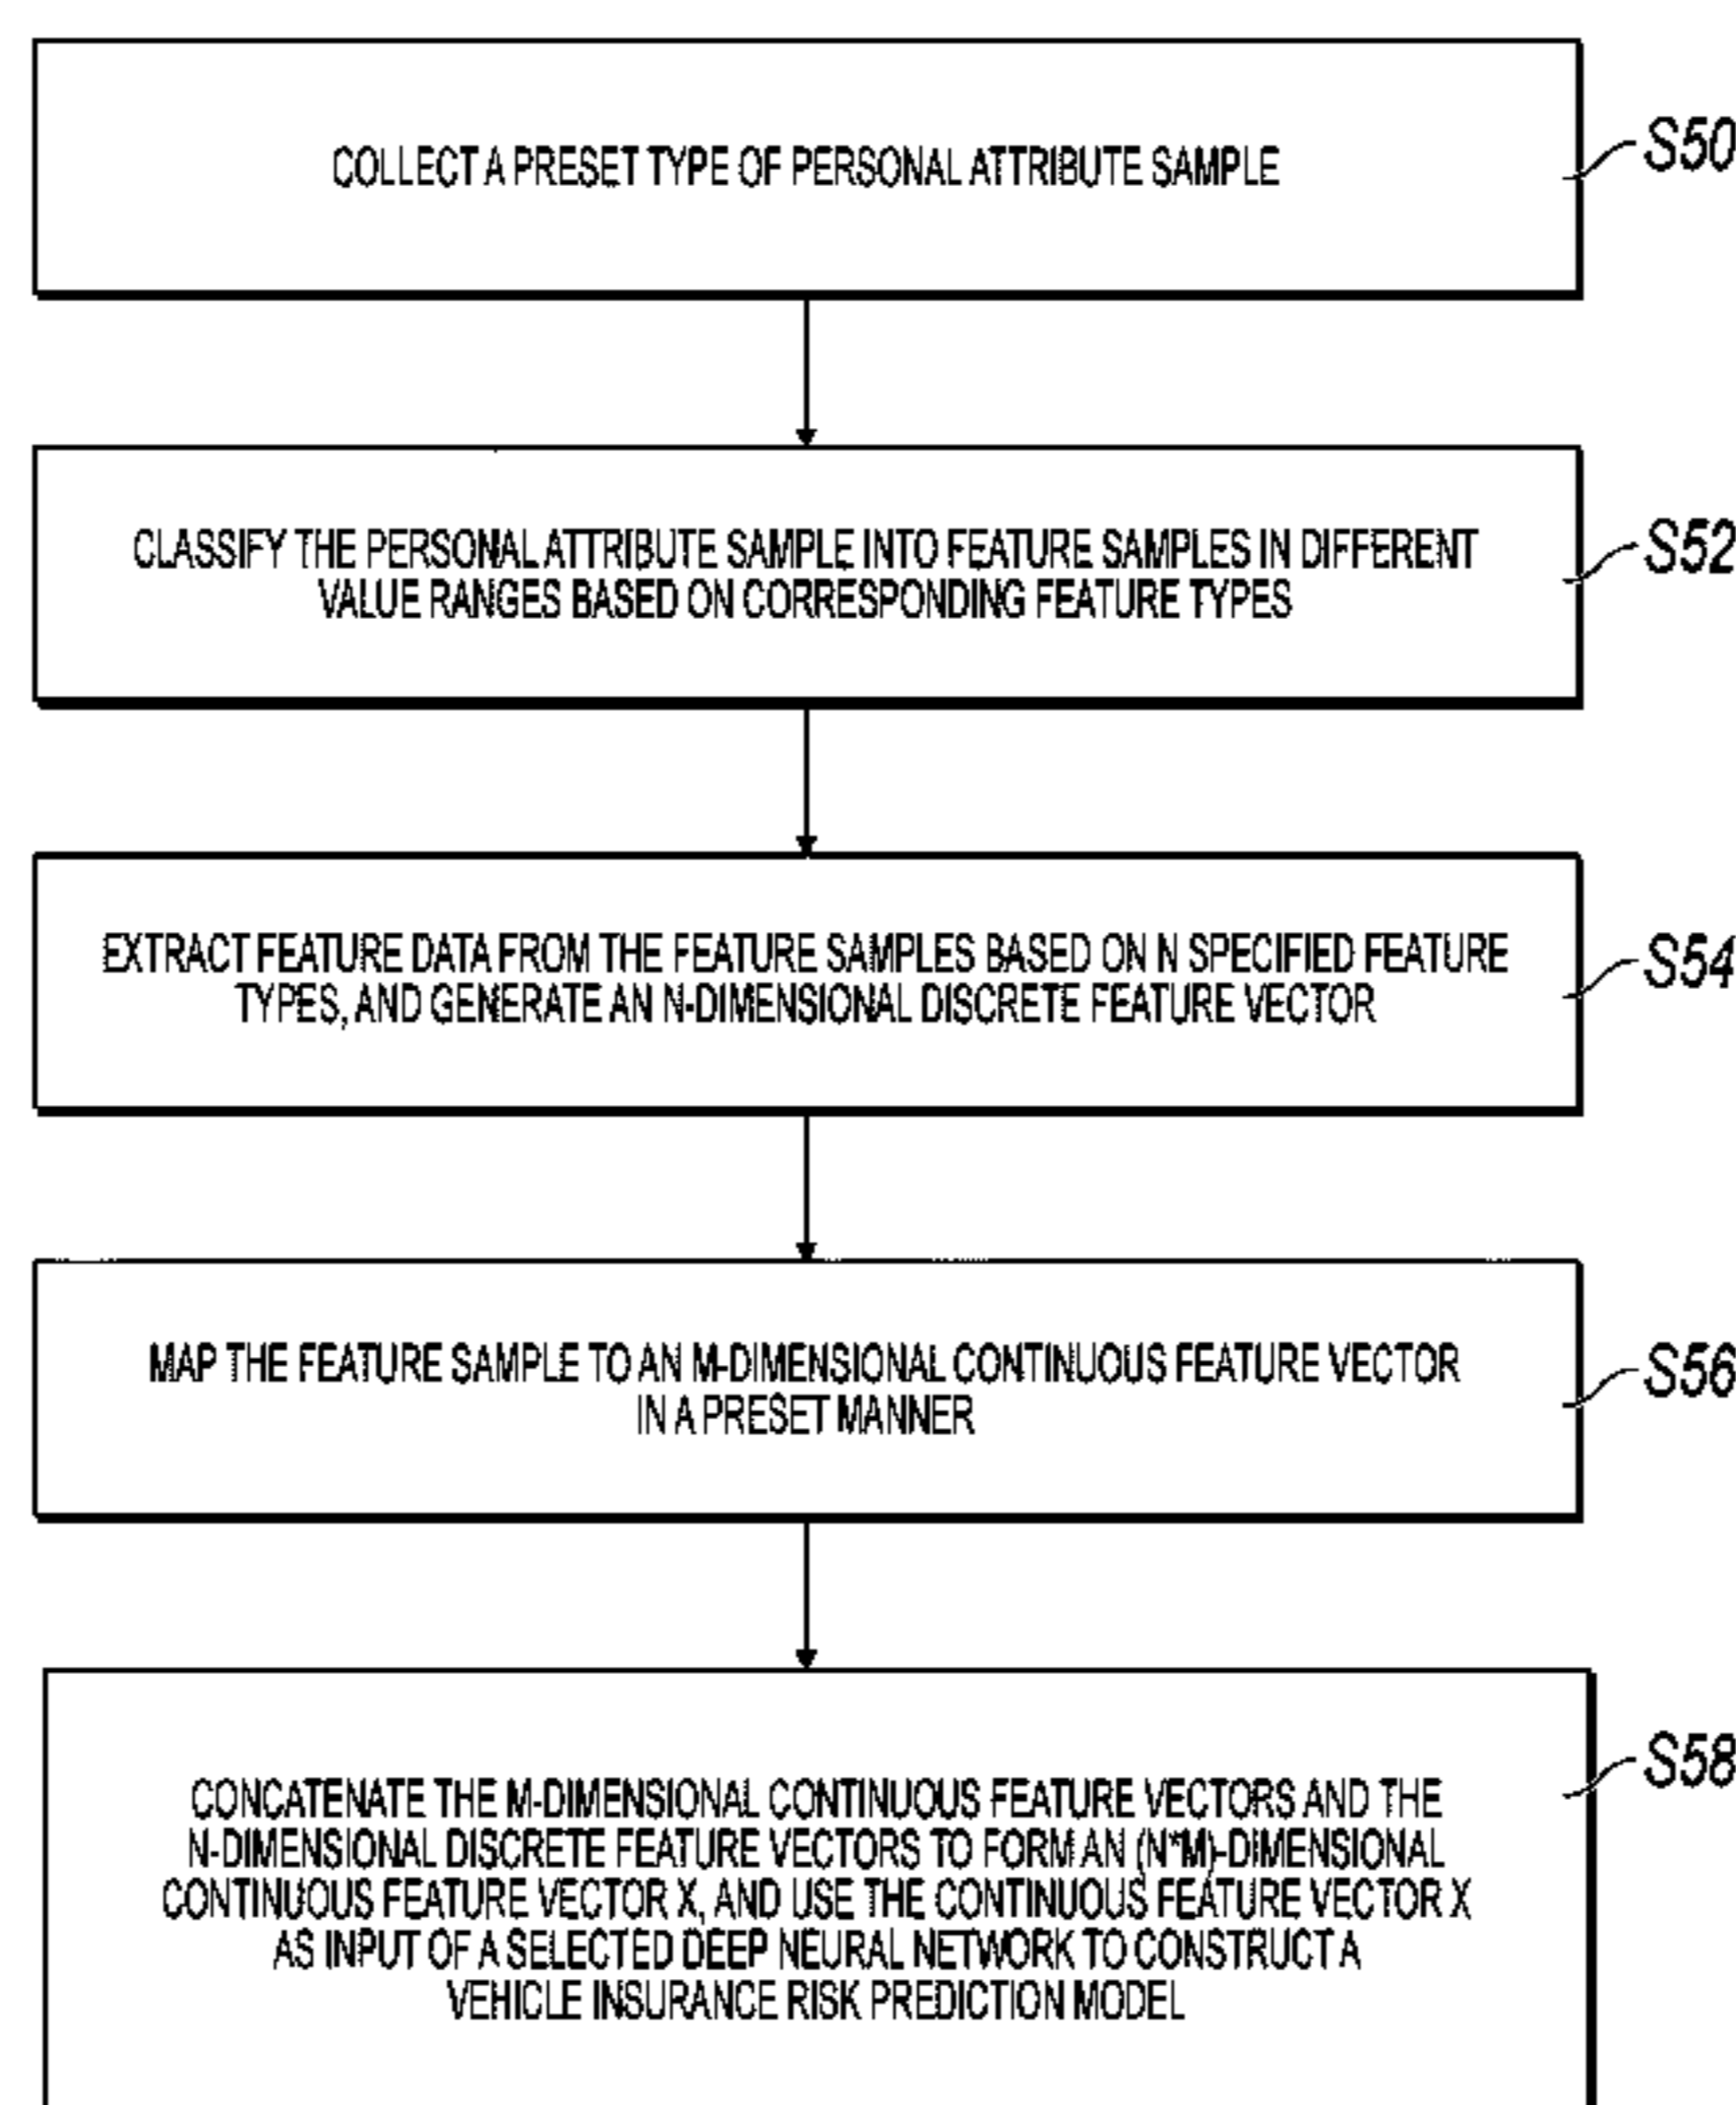 COLLECT A PRESET TYPE OF PERSONAL ATTRIBUTE SAMPLE
S50
CLASSIFY THE PERSONAL ATTRIBUTE SAMPLE INTO FEATURE SAMPLES IN DIFFERENT
VALUE RANGES BASED ON CORRESPONDING FEATURE TYPES
S52
EXTRACT FEATURE DATA FROM THE FEATURE SAMPLES BASED ON N SPECIFIED FEATURE
TYPES, AND GENERATE AN N-DIMENSIONAL DISCRETE FEATURE VECTOR
S54
MAP THE FEATURE SAMPLE TO AN M-DIMENSIONAL CONTINUOUS FEATURE VECTOR
IN A PRESET MANNER
S56
CONCATENATE THE M-DIMENSIONAL CONTINUOUS FEATURE VECTORS AND THE
N-DIMENSIONAL DISCRETE FEATURE VECTORS TO FORM AN (N*M)-DIMENSIONAL
CONTINUOUS FEATURE VECTOR X, AND USE THE CONTINUOUS FEATURE VECTOR X
AS INPUT OF A SELECTED DEEP NEURAL NETWORK TO CONSTRUCT A
VEHICLE INSURANCE RISK PREDICTION MODEL
S58